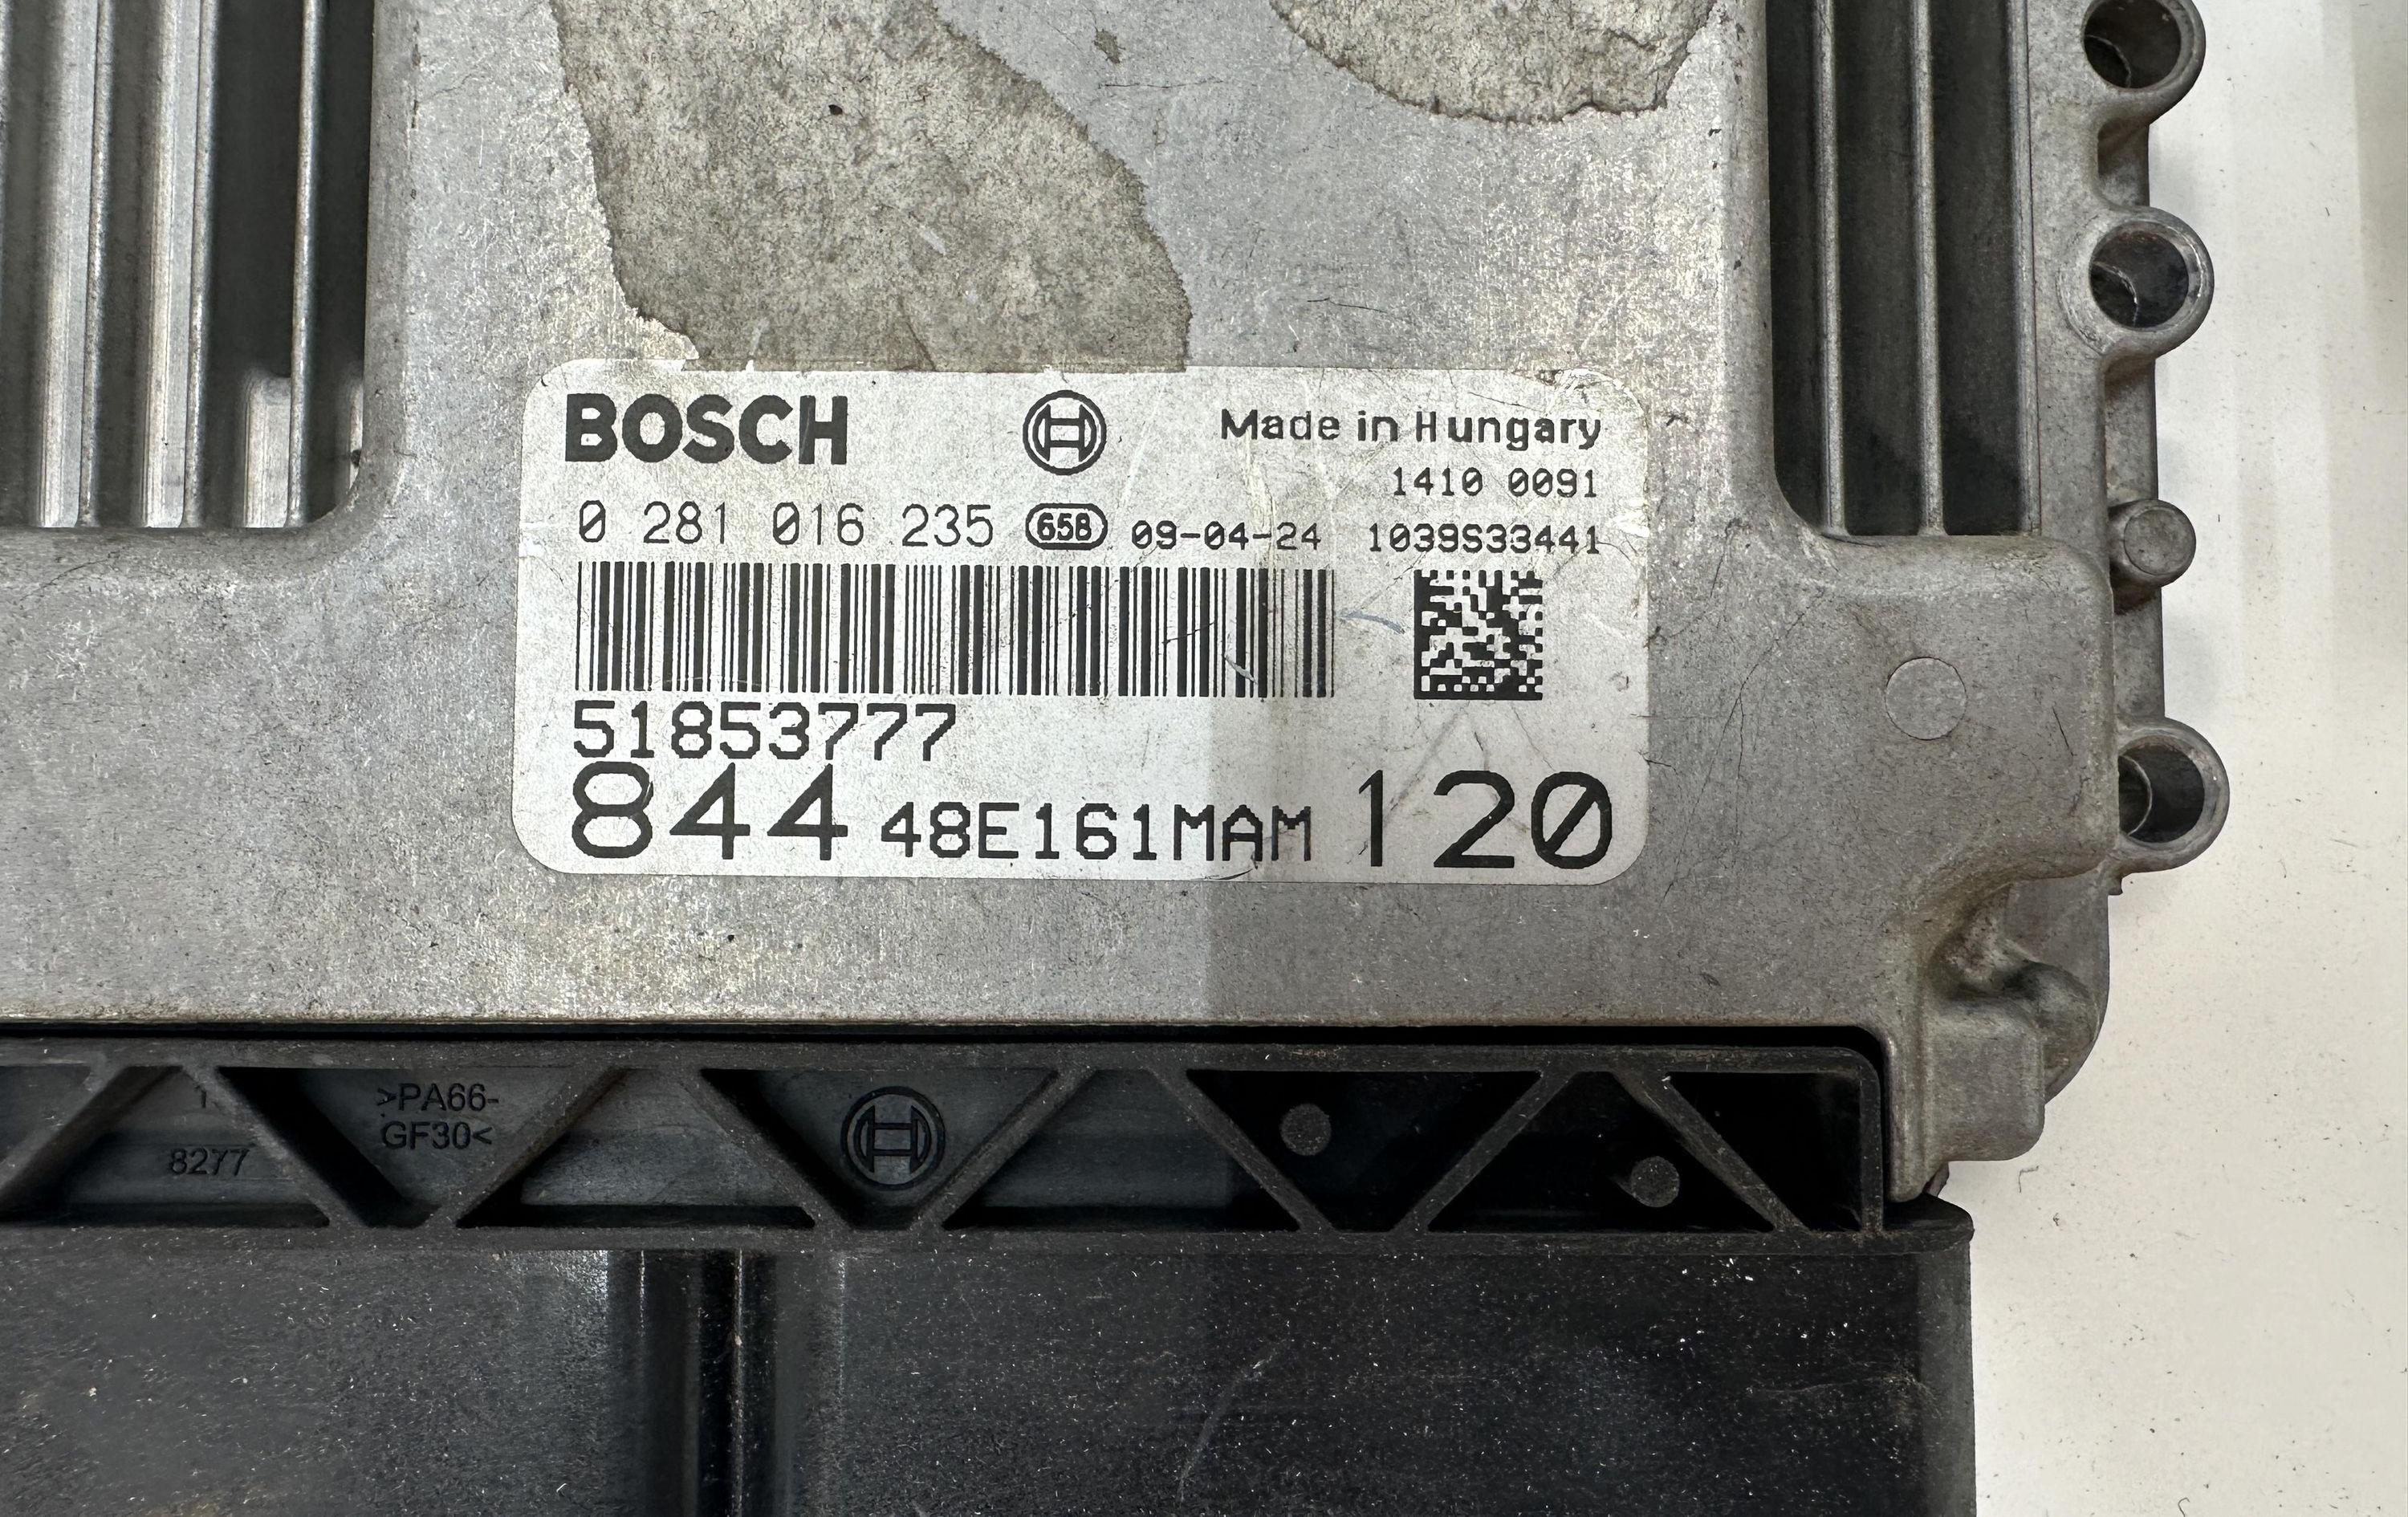 BOSCH
Made in Hungary
1410 0091
0 281 016 235 658 09-04-24 1039S33441
51853777
844 48E161MAM 120
>PA66-
GF30<
8277